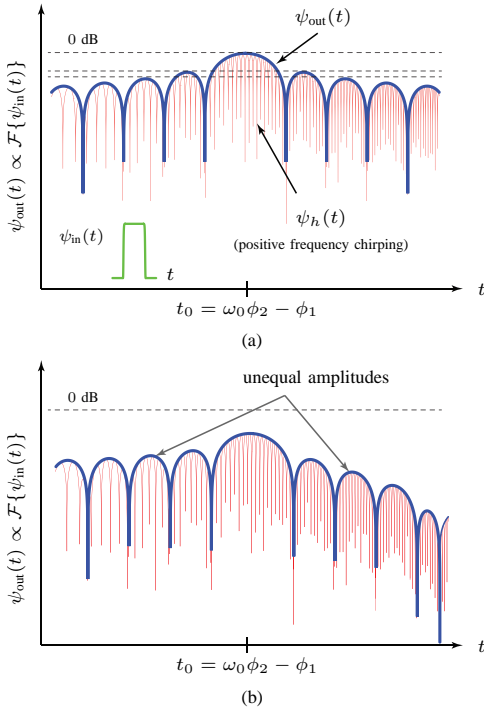 ψout(t)
0 dB
ψout(t) ∝ F{ψin(t)}
ψh(t)
(positive frequency chirping)
ψin(t)
t
t
t0 = ω0ϕ2 − ϕ1
(a)
unequal amplitudes
0 dB
ψout(t) ∝ F{ψin(t)}
t
t0 = ω0ϕ2 − ϕ1
(b)